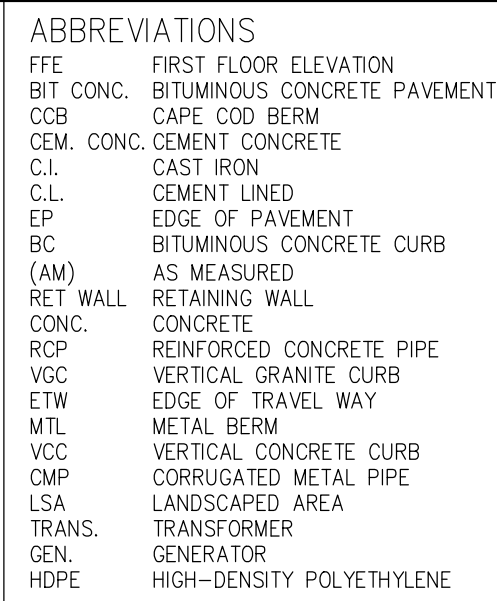 ABBREVIATIONS
FFE FIRST FLOOR ELEVATION
BIT CONC. BITUMINOUS CONCRETE PAVEMENT
CCB CAPE COD BERM
CEM. CONC. CEMENT CONCRETE
C.I. CAST IRON
C.L. CEMENT LINED
EP EDGE OF PAVEMENT
BC BITUMINOUS CONCRETE CURB
(AM) AS MEASURED
RET WALL RETAINING WALL
CONC. CONCRETE
RCP REINFORCED CONCRETE PIPE
VGC VERTICAL GRANITE CURB
ETW EDGE OF TRAVEL WAY
MTL METAL BERM
VCC VERTICAL CONCRETE CURB
CMP CORRUGATED METAL PIPE
LSA LANDSCAPED AREA
TRANS. TRANSFORMER
GEN. GENERATOR
HDPE HIGH-DENSITY POLYETHYLENE